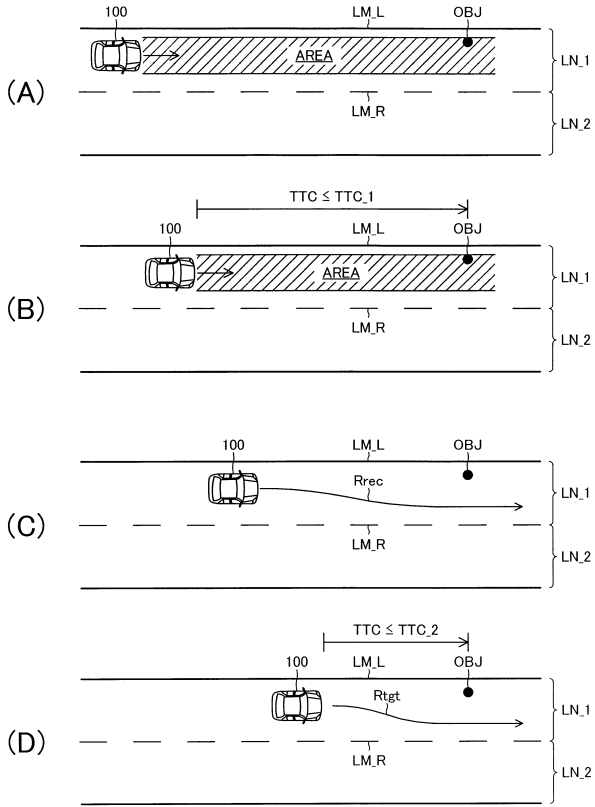 100
LM_L
OBJ
(A)
AREA
LN_1
LM_R
LN_2
TTC ≤ TTC_1
100
LM_L
OBJ
(B)
AREA
LN_1
LM_R
LN_2
100
LM_L
OBJ
(C)
Rrec
LN_1
LM_R
LN_2
TTC ≤ TTC_2
100
LM_L
OBJ
(D)
Rtgt
LN_1
LM_R
LN_2